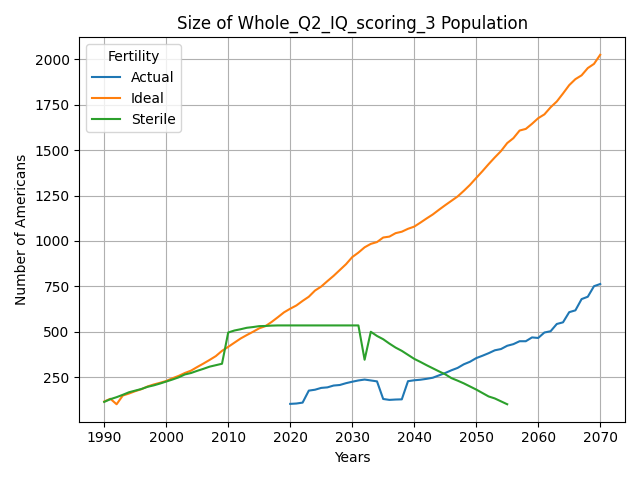 Size of Whole_Q2_IQ_scoring_3 Population
Fertility
Actual
Ideal
Sterile
Number of Americans
2000
1750
1500
1250
1000
750
500
250
1990 2000 2010 2020 2030 2040 2050 2060 2070
Years